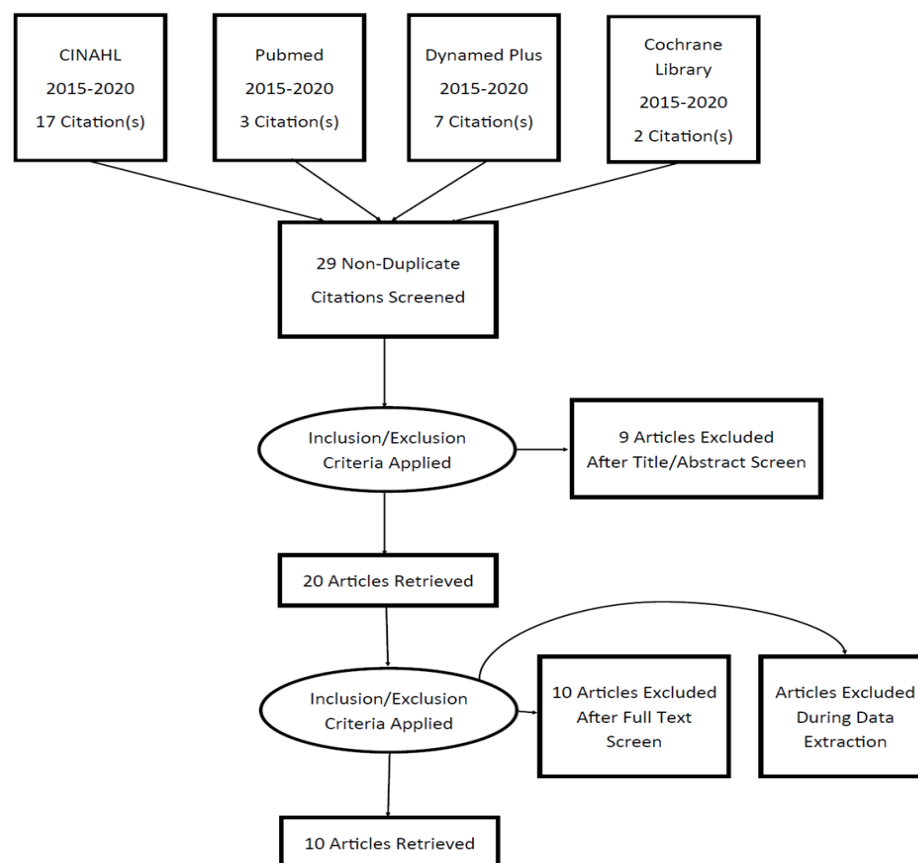 CINAHL
2015-2020
17 Citation(s)
Pubmed
2015-2020
3 Citation(s)
Dynamed Plus
2015-2020
7 Citation(s)
Cochrane
Library
2015-2020
2 Citation(s)
29 Non-Duplicate
Citations Screened
Inclusion/Exclusion
Criteria Applied
9 Articles Excluded
After Title/Abstract Screen
20 Articles Retrieved
Inclusion/Exclusion
Criteria Applied
10 Articles Excluded
After Full Text
Screen
Articles Excluded
During Data
Extraction
10 Articles Retrieved